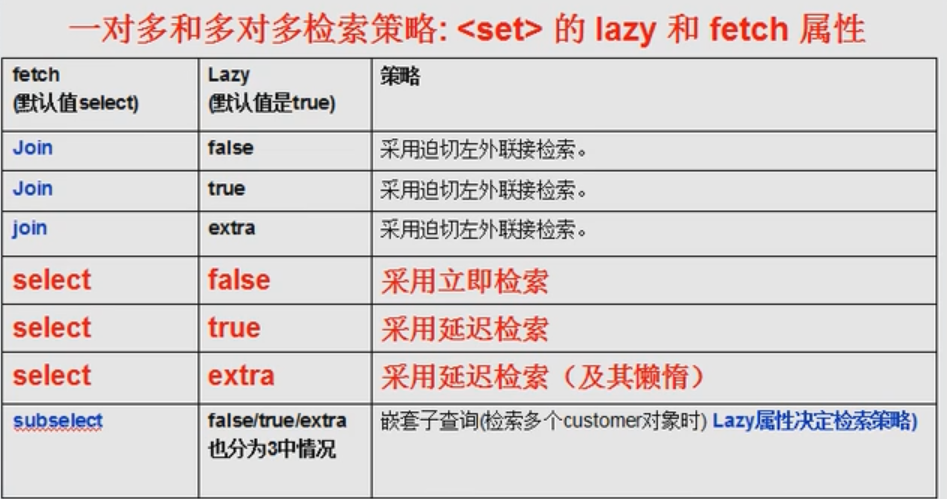 一对多和多对多检索策略: <set> 的 lazy 和 fetch 属性
fetch
(默认值select)
Lazy
(默认值是true)
策略
Join
false
采用迫切左外联接检索。
Join
true
采用迫切左外联接检索。
join
extra
采用迫切左外联接检索。
select
false
采用立即检索
select
true
采用延迟检索
select
extra
采用延迟检索（及其懒惰）
subselect
false/true/extra
也分为3中情况
嵌套子查询(检索多个customer对象时) Lazy属性决定检索策略)